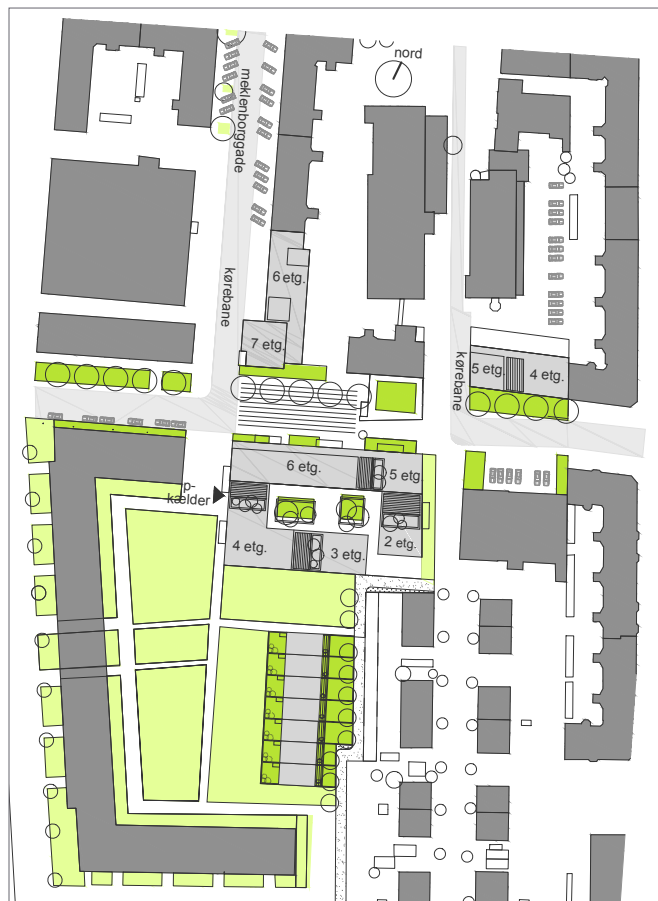 nord
meklenborggade
6 etg.
kørebane
7 etg.
kørebane
5 etg.
4 etg.
6 etg.
5 etg.
p-
kælder
4 etg.
3 etg.
2 etg.